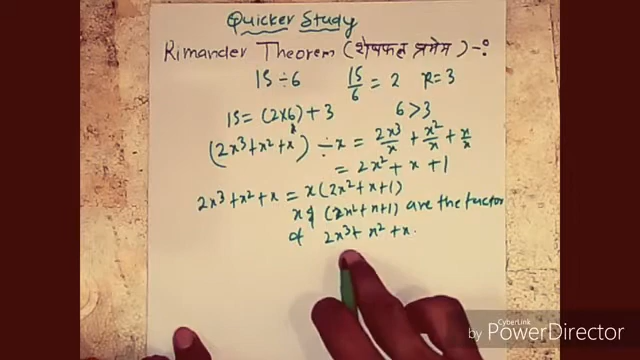 Quicker Study
Rimander Theorem (शेषफल प्रमेय) -:
15 ÷ 6 15/6 = 2 r = 3
15 = (2×6) + 3 6 > 3
(2x³ + x² + x) ÷ x = 2x³/x + x²/x + x/x
= 2x² + x + 1
2x³ + x² + x = x(2x² + x + 1)
x & (2x² + x + 1) are the factor
of 2x³ + x² + x.
CyberLink
by PowerDirector